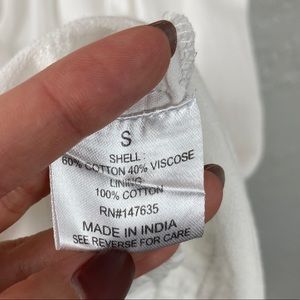 S
SHELL:
60% COTTON 40% VISCOSE
LINING
100% COTTON
RN#147635
MADE IN INDIA
SEE REVERSE FOR CARE